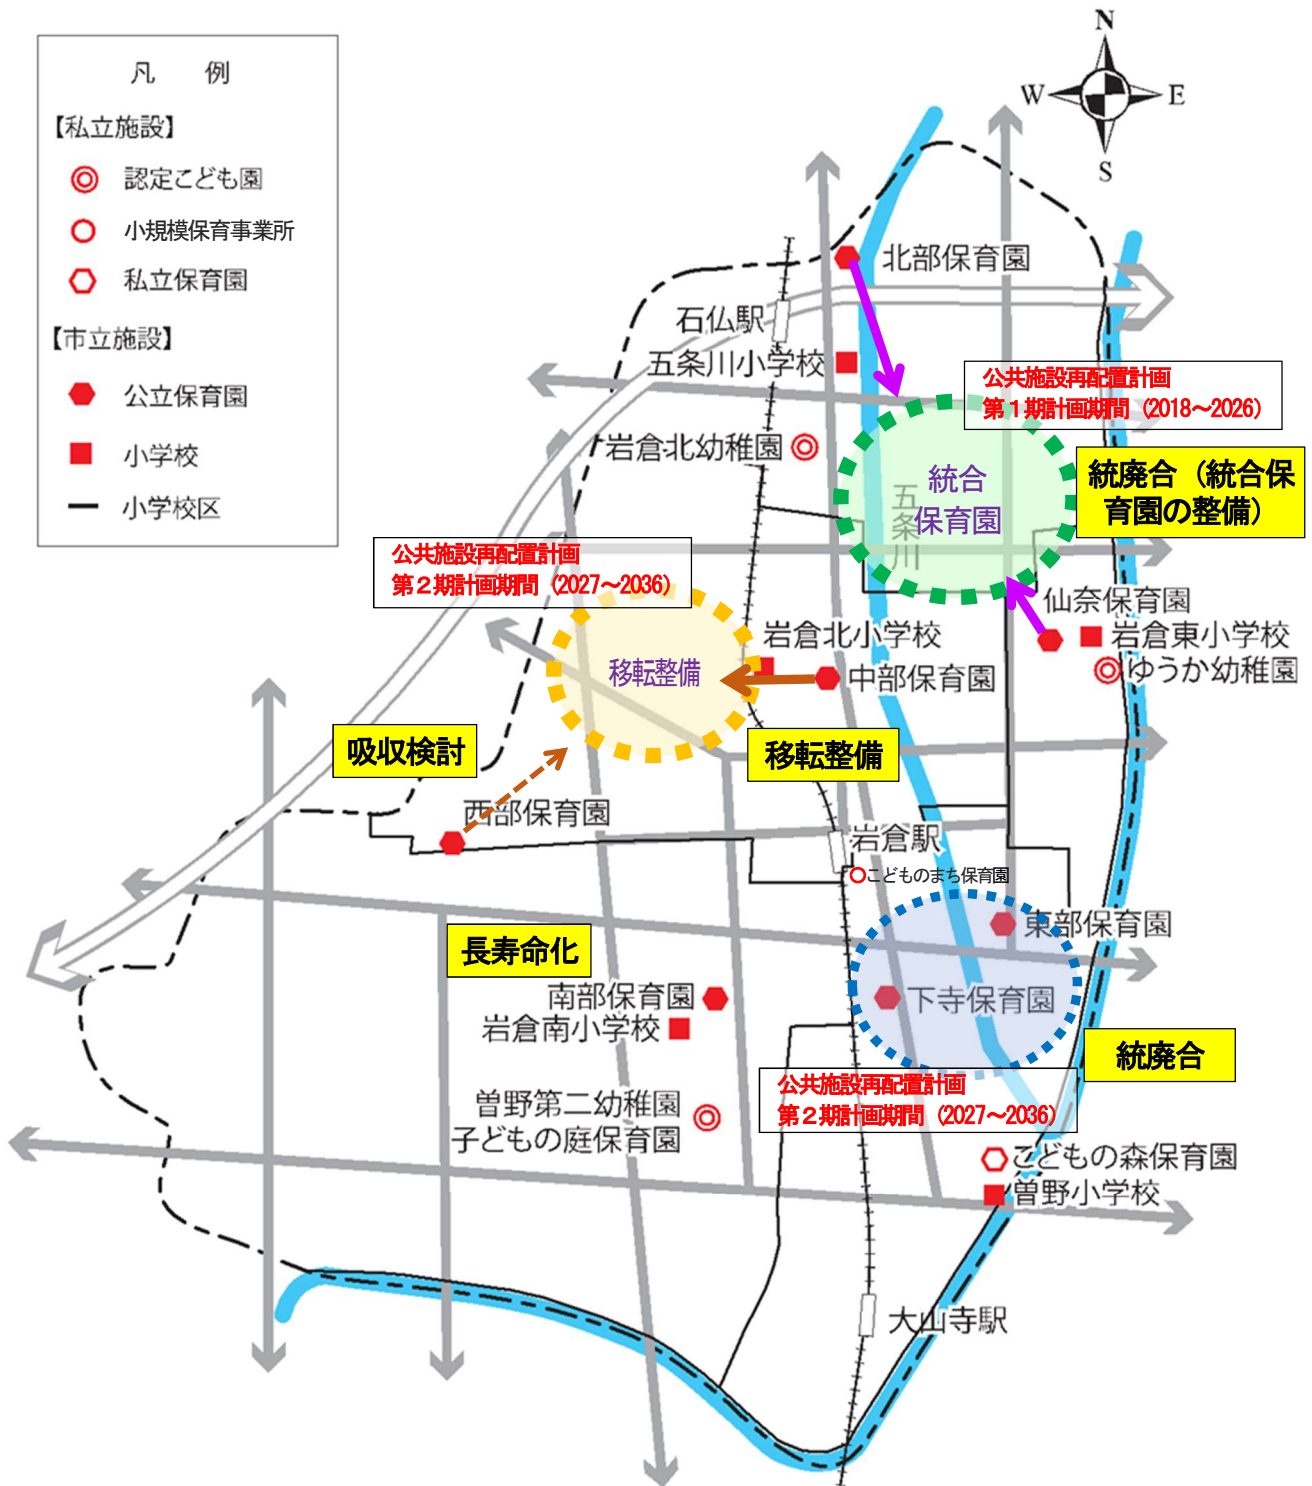 凡　例
【私立施設】
認定こども園
小規模保育事業所
私立保育園
【市立施設】
公立保育園
小学校
小学校区
N
W
E
S
北部保育園
石仏駅
五条川小学校
公共施設再配置計画
第１期計画期間（2018～2026）
岩倉北幼稚園
統合
保育園
五条川
統廃合（統合保
育園の整備）
公共施設再配置計画
第２期計画期間（2027～2036）
仙奈保育園
岩倉北小学校
岩倉東小学校
移転整備
中部保育園
ゆうか幼稚園
吸収検討
移転整備
西部保育園
岩倉駅
こどものまち保育園
東部保育園
長寿命化
南部保育園
下寺保育園
岩倉南小学校
統廃合
公共施設再配置計画
第２期計画期間（2027～2036）
曽野第二幼稚園
子どもの庭保育園
こどもの森保育園
曽野小学校
大山寺駅